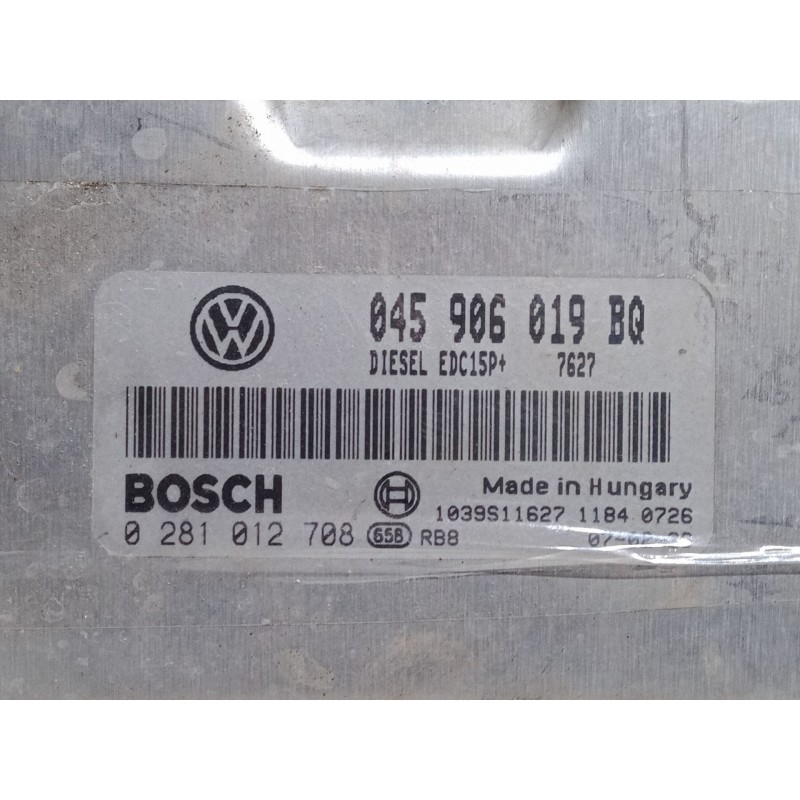 045 906 019 BQ
DIESEL EDC15P+ 7627
BOSCH
Made in Hungary
1039S11627 1184 0726
0 281 012 708 658 RB8